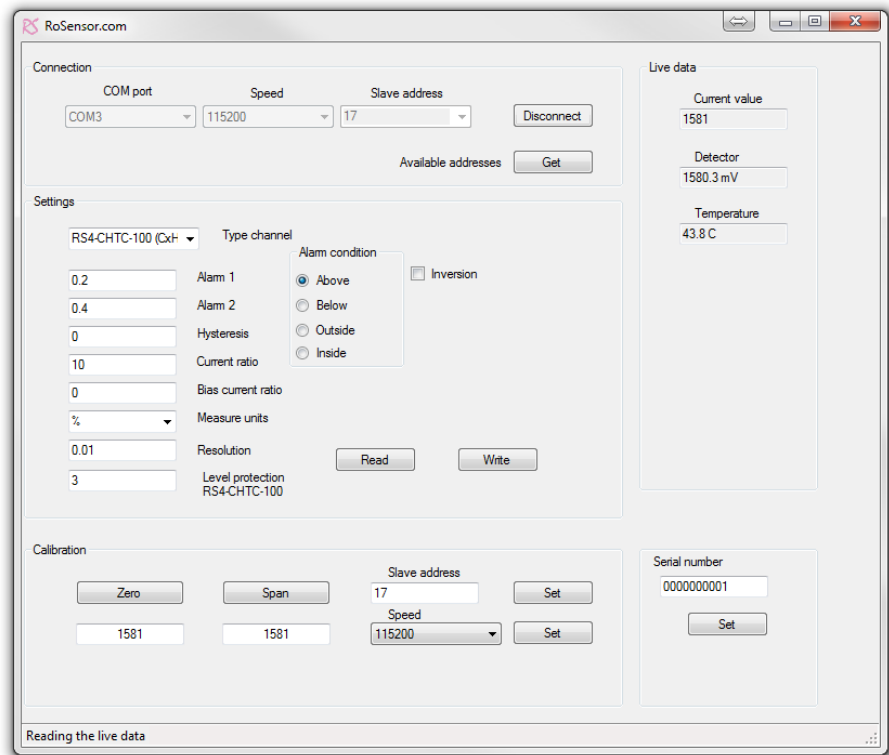 RoSensor.com
Connection
COM port
Speed
Slave address
COM3
115200
17
Disconnect
Available addresses
Get
Live data
Current value
1581
Detector
1580.3 mV
Temperature
43.8 C
Settings
RS4-CHTC-100 (CxH
Type channel
0.2
Alarm 1
0.4
Alarm 2
0
Hysteresis
10
Current ratio
0
Bias current ratio
%
Measure units
0.01
Resolution
3
Level protection
RS4-CHTC-100
Alarm condition
Above
Below
Outside
Inside
Inversion
Read
Write
Calibration
Zero
Span
1581
1581
Slave address
17
Set
Speed
115200
Set
Serial number
0000000001
Set
Reading the live data